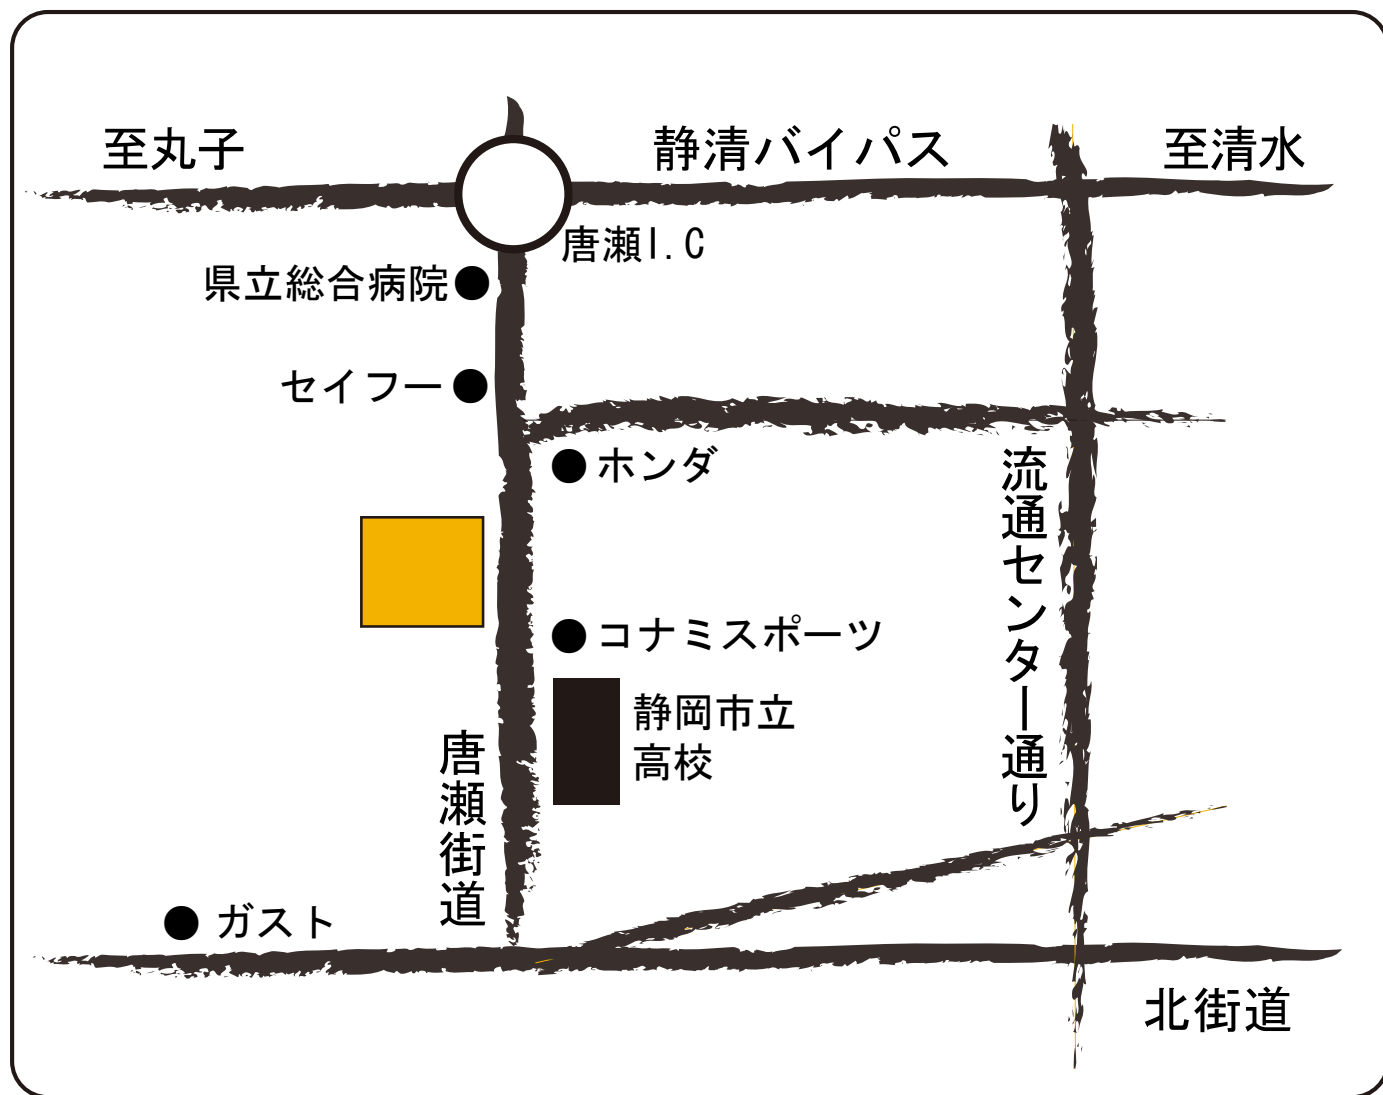 至丸子
静清バイパス
至清水
唐瀬I.C
県立総合病院
セイフー
ホンダ
流通センター通り
コナミスポーツ
静岡市立
高校
唐瀬街道
ガスト
北街道